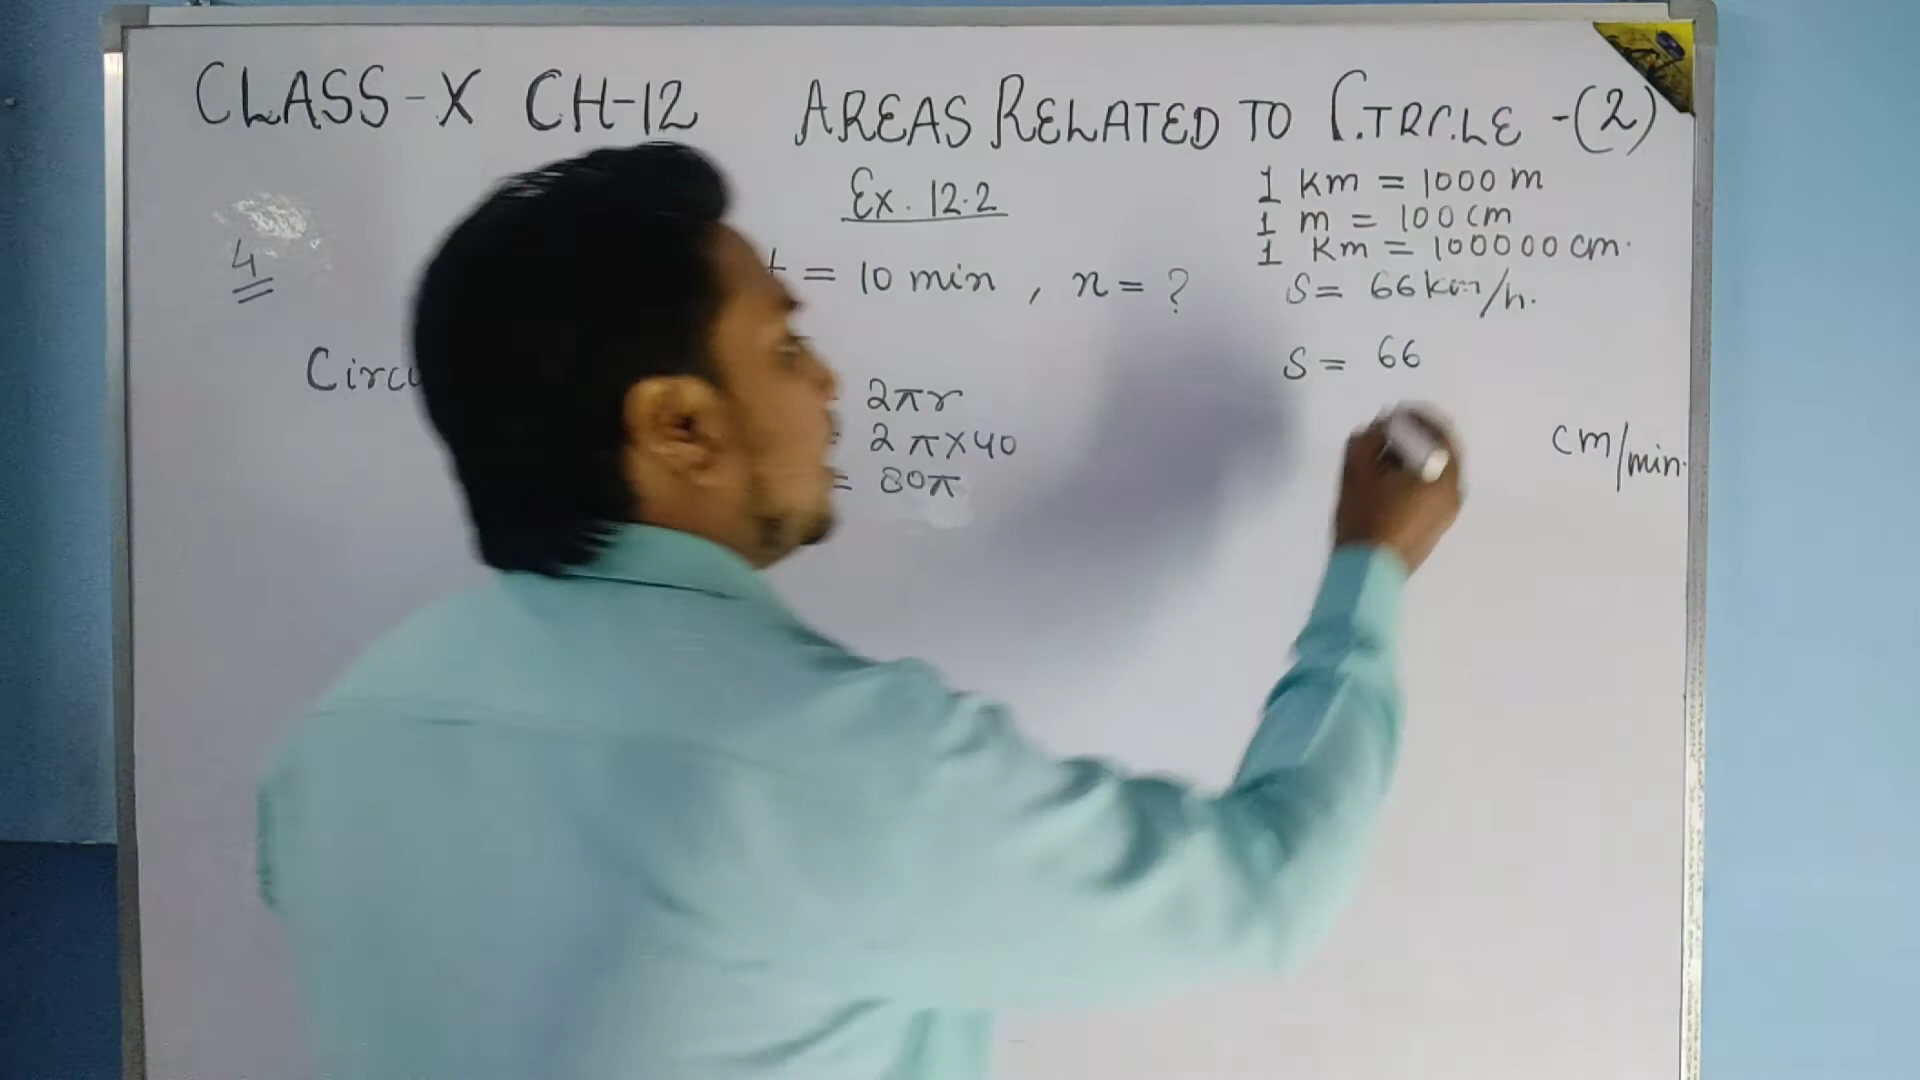 CLASS-X CH-12 AREAS RELATED TO CIRCLE -(2)
Ex. 12.2
1 Km = 1000 m
1 m = 100 cm
1 Km = 100000 cm.
4
t = 10 min, n = ?
S = 66 km/h.
S = 66
cm/min.
2πr
2π×40
= 80π